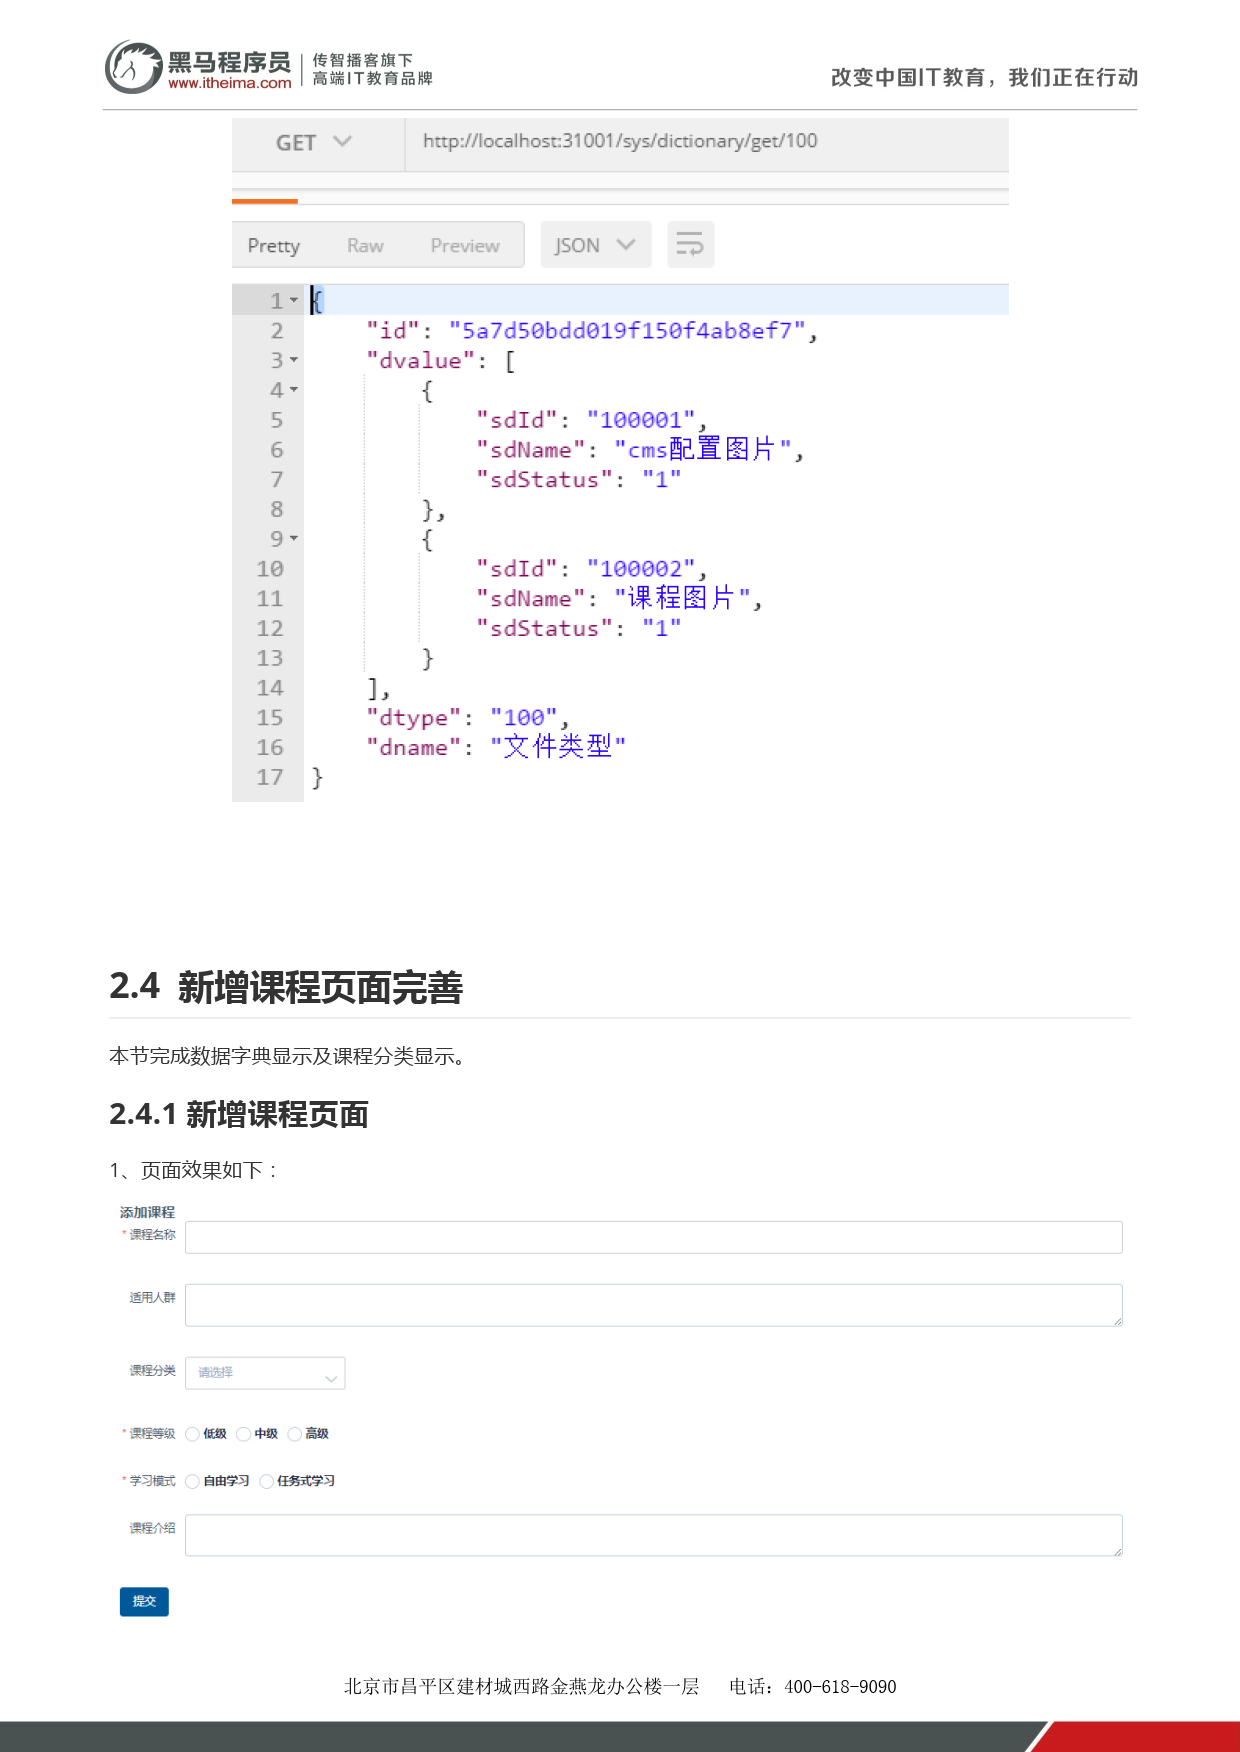 黑马程序员
www.itheima.com
传智播客旗下
高端IT教育品牌
改变中国IT教育，我们正在行动
GET http://localhost:31001/sys/dictionary/get/100
Pretty Raw Preview JSON
1 {
2 "id": "5a7d50bdd019f150f4ab8ef7",
3 "dvalue": [
4 {
5 "sdId": "100001",
6 "sdName": "cms配置图片",
7 "sdStatus": "1"
8 },
9 {
10 "sdId": "100002",
11 "sdName": "课程图片",
12 "sdStatus": "1"
13 }
14 ],
15 "dtype": "100",
16 "dname": "文件类型"
17 }
2.4 新增课程页面完善
本节完成数据字典显示及课程分类显示。
2.4.1 新增课程页面
1、页面效果如下：
添加课程
* 课程名称
适用人群
课程分类 请选择
* 课程等级 低级 中级 高级
* 学习模式 自由学习 任务式学习
课程介绍
提交
北京市昌平区建材城西路金燕龙办公楼一层 电话：400-618-9090